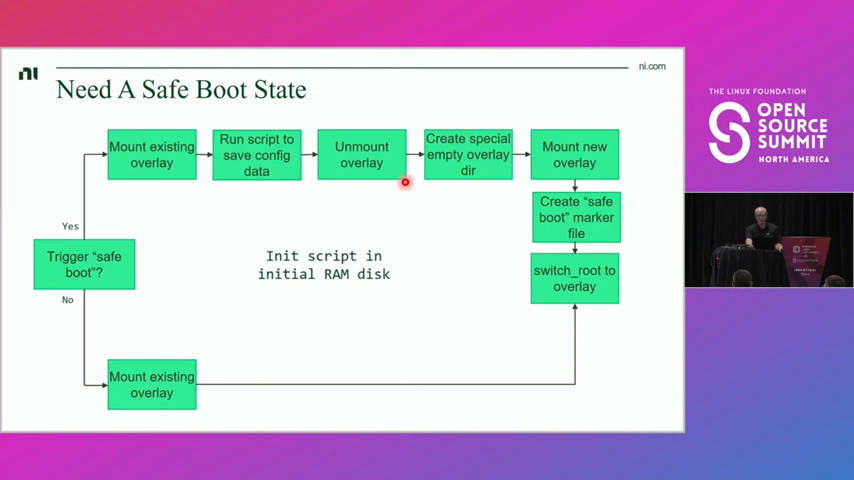 ni
ni.com
Need A Safe Boot State
Mount existing
overlay
Run script to
save config
data
Unmount
overlay
Create special
empty overlay
dir
Mount new
overlay
Create “safe
boot” marker
file
switch_root to
overlay
Yes
Trigger “safe
boot”?
No
Init script in
initial RAM disk
Mount existing
overlay
THE LINUX FOUNDATION
OPEN
SOURCE
SUMMIT
NORTH AMERICA